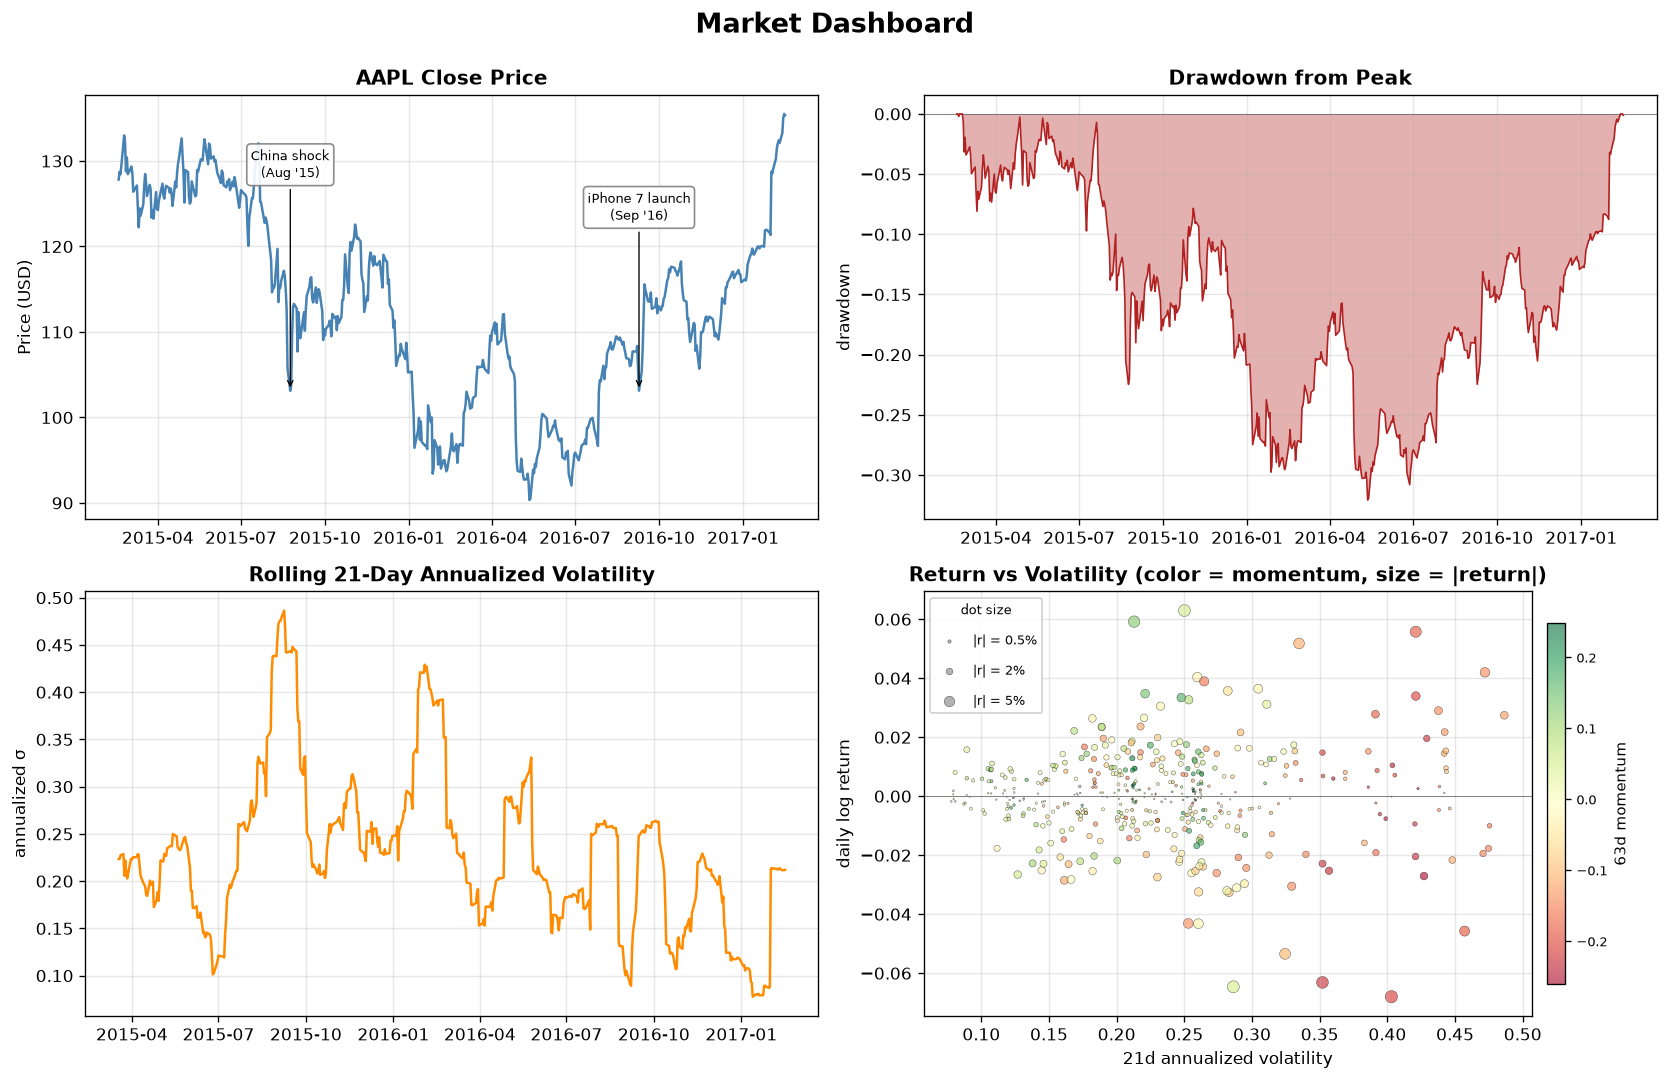 Market Dashboard
AAPL Close Price
Price (USD)
130
120
110
100
90
China shock
(Aug '15)
iPhone 7 launch
(Sep '16)
2015-04 2015-07 2015-10 2016-01 2016-04 2016-07 2016-10 2017-01
Drawdown from Peak
drawdown
0.00
−0.05
−0.10
−0.15
−0.20
−0.25
−0.30
2015-04 2015-07 2015-10 2016-01 2016-04 2016-07 2016-10 2017-01
Rolling 21-Day Annualized Volatility
annualized σ
0.50
0.45
0.40
0.35
0.30
0.25
0.20
0.15
0.10
2015-04 2015-07 2015-10 2016-01 2016-04 2016-07 2016-10 2017-01
Return vs Volatility (color = momentum, size = |return|)
daily log return
0.06
0.04
0.02
0.00
−0.02
−0.04
−0.06
dot size
|r| = 0.5%
|r| = 2%
|r| = 5%
0.10 0.15 0.20 0.25 0.30 0.35 0.40 0.45 0.50
21d annualized volatility
0.2
0.1
0.0
−0.1
−0.2
63d momentum